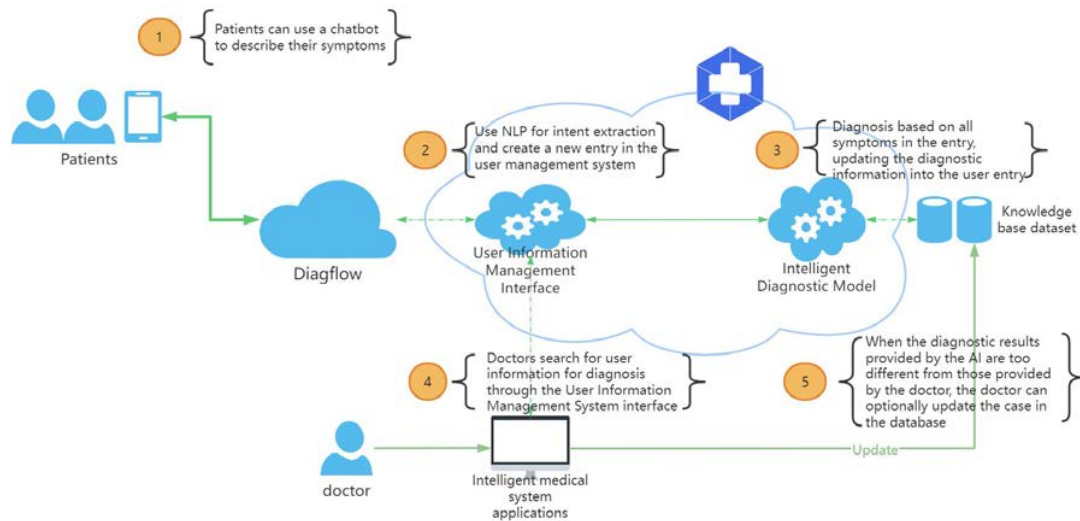 1
Patients can use a chatbot
to describe their symptoms
Patients
2
Use NLP for intent extraction
and create a new entry in the
user management system
3
Diagnosis based on all
symptoms in the entry,
updating the diagnostic
information into the user entry
Diagflow
User Information
Management
Interface
Intelligent
Diagnostic Model
Knowledge
base dataset
4
Doctors search for user
information for diagnosis
through the User Information
Management System interface
5
When the diagnostic results
provided by the AI are too
different from those provided
by the doctor, the doctor can
optionally update the case in
the database
doctor
Intelligent medical
system
applications
Update